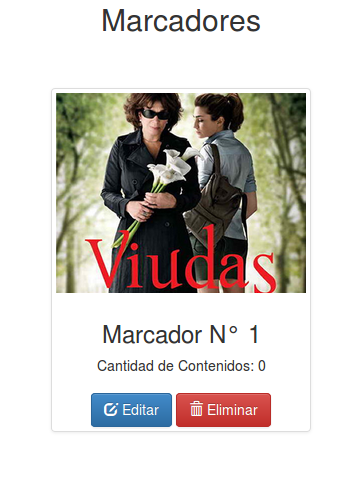 Marcadores
Viudas
Marcador N° 1
Cantidad de Contenidos: 0
Editar Eliminar